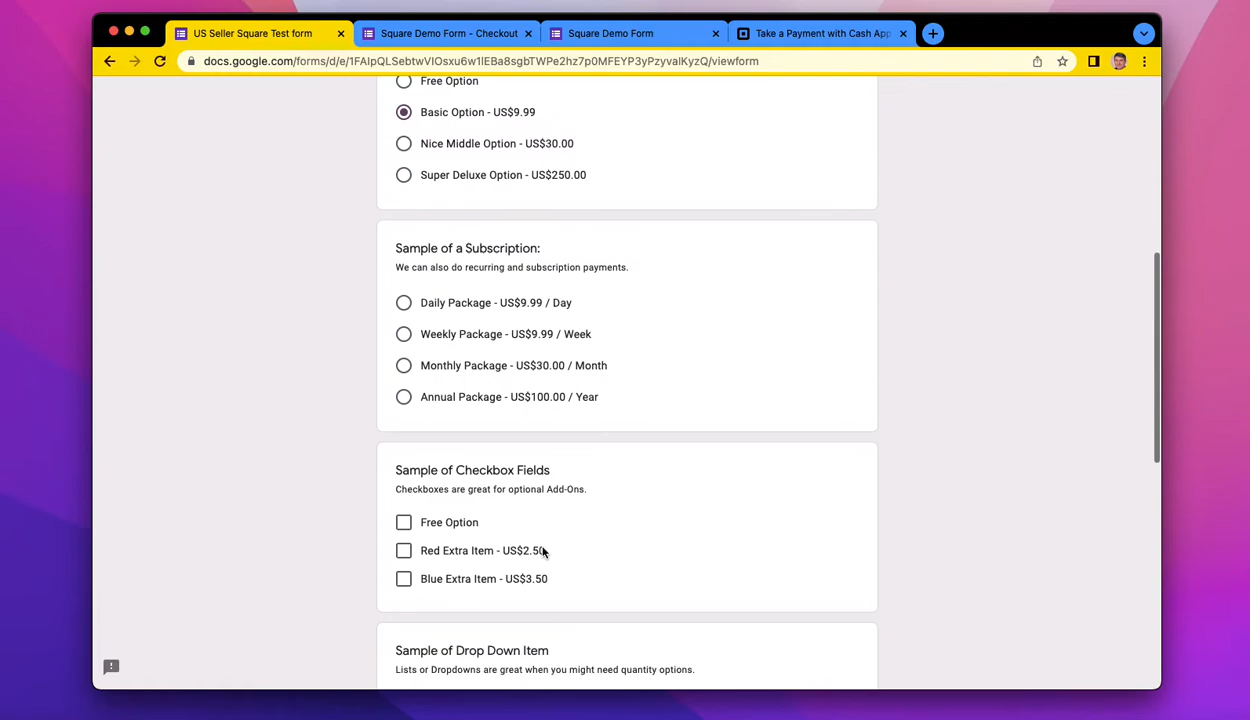 US Seller Square Test form
Square Demo Form - Checkout
Square Demo Form
Take a Payment with Cash App
docs.google.com/forms/d/e/1FAIpQLSebtwVIOsxu6w1IEBa8sgbTWPe2hz7p0MFEYP3yPzyvaIKyzQ/viewform
Free Option
Basic Option - US$9.99
Nice Middle Option - US$30.00
Super Deluxe Option - US$250.00
Sample of a Subscription:
We can also do recurring and subscription payments.
Daily Package - US$9.99 / Day
Weekly Package - US$9.99 / Week
Monthly Package - US$30.00 / Month
Annual Package - US$100.00 / Year
Sample of Checkbox Fields
Checkboxes are great for optional Add-Ons.
Free Option
Red Extra Item - US$2.50
Blue Extra Item - US$3.50
Sample of Drop Down Item
Lists or Dropdowns are great when you might need quantity options.